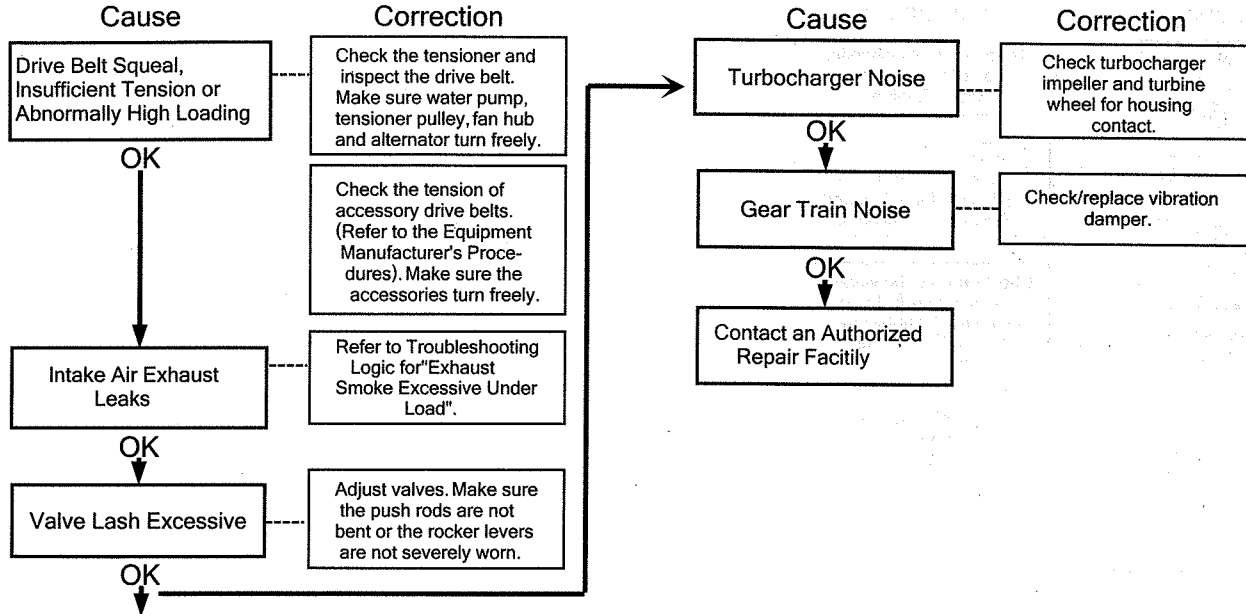 Cause
Correction
Drive Belt Squeal,
Insufficient Tension or
Abnormally High Loading
Check the tensioner and
inspect the drive belt.
Make sure water pump,
tensioner pulley, fan hub
and alternator turn freely.
OK
Check the tension of
accessory drive belts.
(Refer to the Equipment
Manufacturer's Proce-
dures). Make sure the
accessories turn freely.
Intake Air Exhaust
Leaks
Refer to Troubleshooting
Logic for"Exhaust
Smoke Excessive Under
Load".
OK
Valve Lash Excessive
Adjust valves. Make sure
the push rods are not
bent or the rocker levers
are not severely worn.
OK
Cause
Correction
Turbocharger Noise
Check turbocharger
impeller and turbine
wheel for housing
contact.
OK
Gear Train Noise
Check/replace vibration
damper.
OK
Contact an Authorized
Repair Facitily